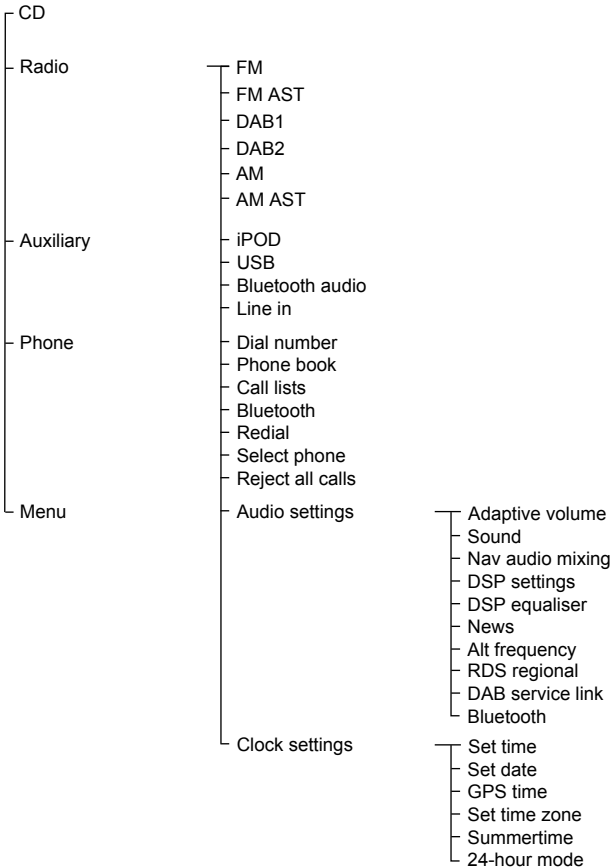 CD
Radio
FM
FM AST
DAB1
DAB2
AM
AM AST
Auxiliary
iPOD
USB
Bluetooth audio
Line in
Phone
Dial number
Phone book
Call lists
Bluetooth
Redial
Select phone
Reject all calls
Menu
Audio settings
Adaptive volume
Sound
Nav audio mixing
DSP settings
DSP equaliser
News
Alt frequency
RDS regional
DAB service link
Bluetooth
Clock settings
Set time
Set date
GPS time
Set time zone
Summertime
24-hour mode